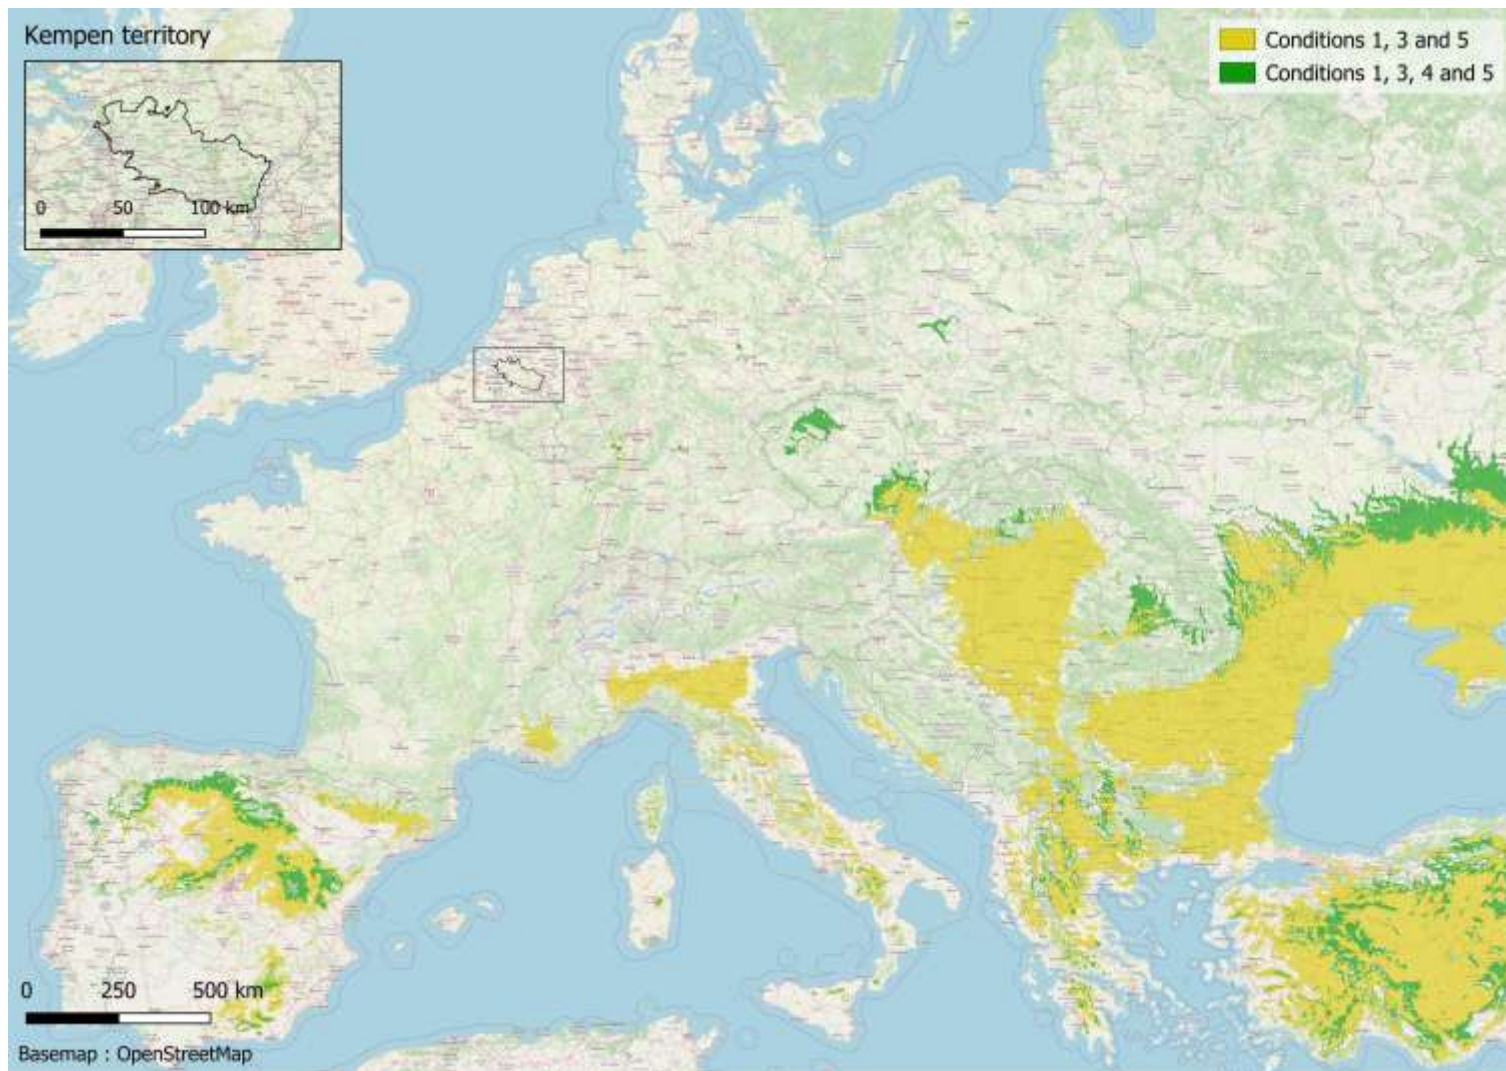 Kempen territory
0 50 100 km
Conditions 1, 3 and 5
Conditions 1, 3, 4 and 5
0 250 500 km
Basemap : OpenStreetMap